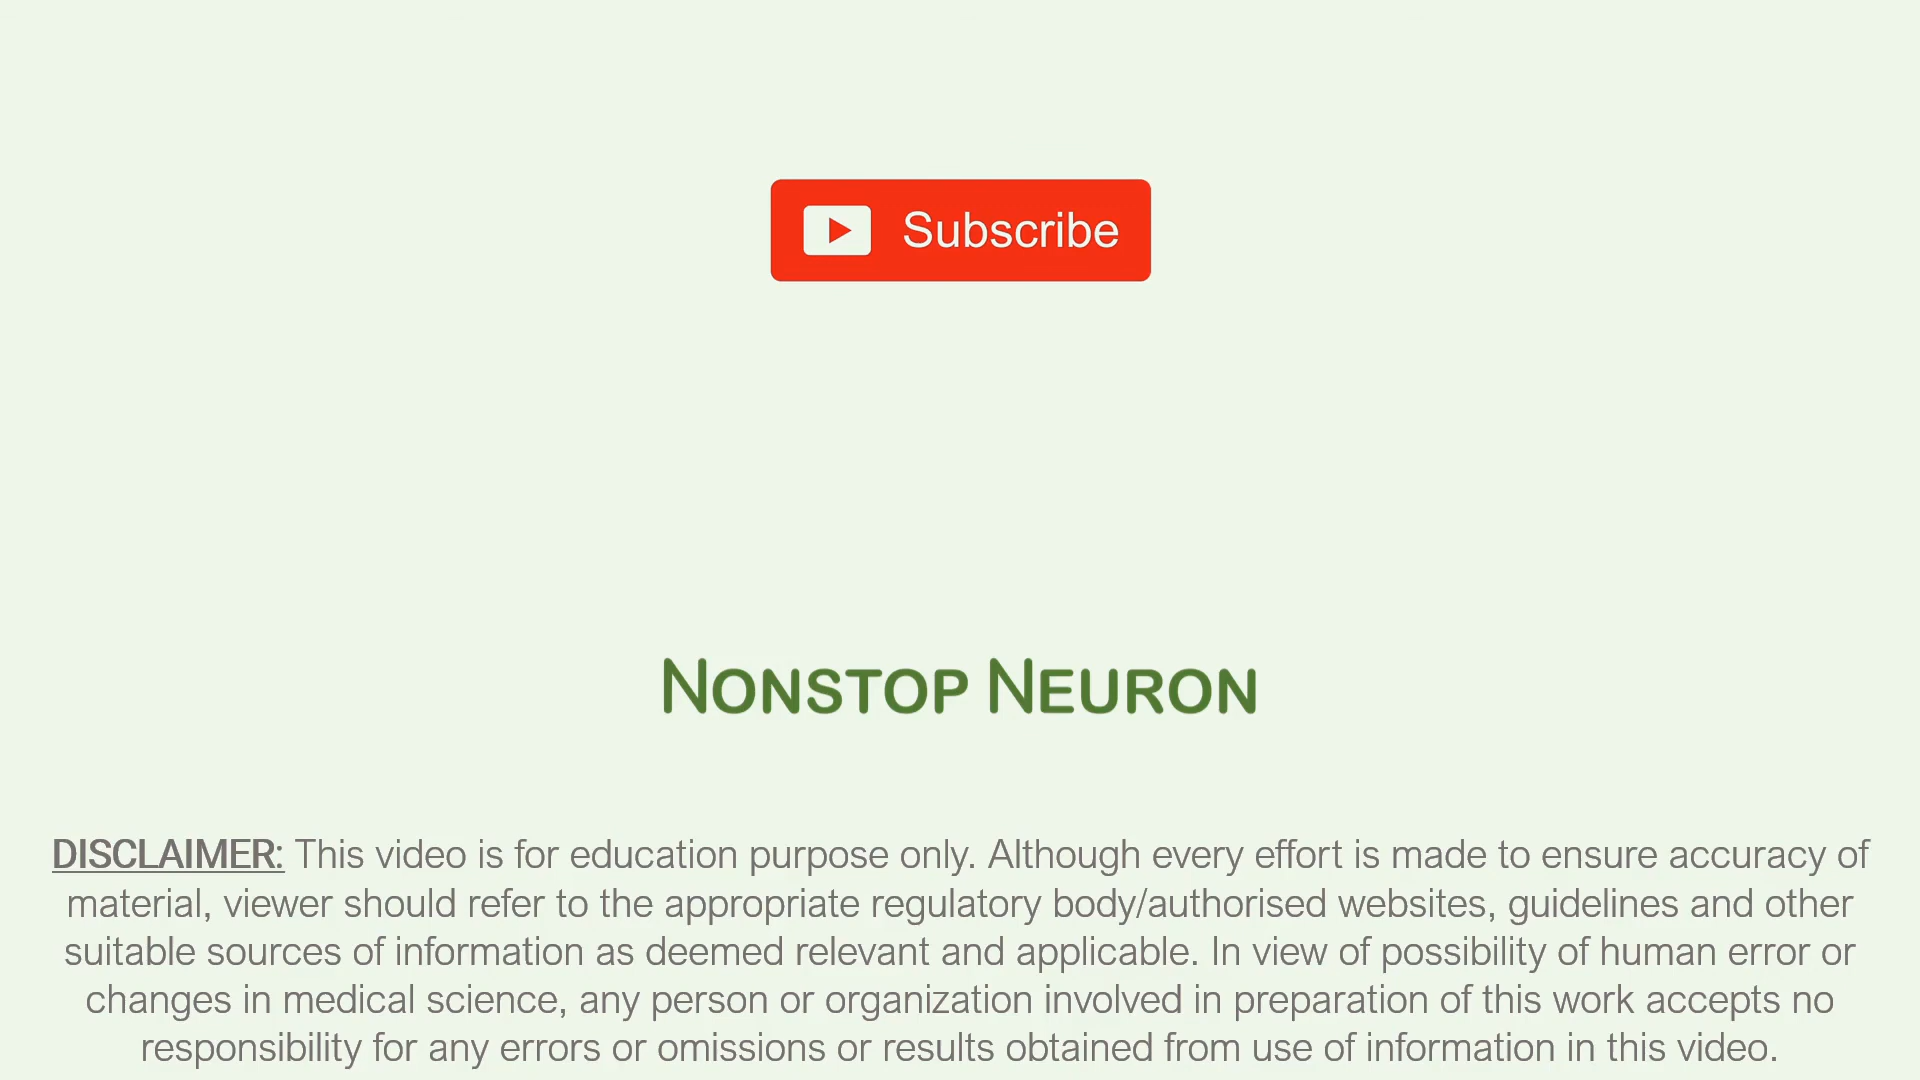 Subscribe
NONSTOP NEURON
DISCLAIMER: This video is for education purpose only. Although every effort is made to ensure accuracy of
material, viewer should refer to the appropriate regulatory body/authorised websites, guidelines and other
suitable sources of information as deemed relevant and applicable. In view of possibility of human error or
changes in medical science, any person or organization involved in preparation of this work accepts no
responsibility for any errors or omissions or results obtained from use of information in this video.